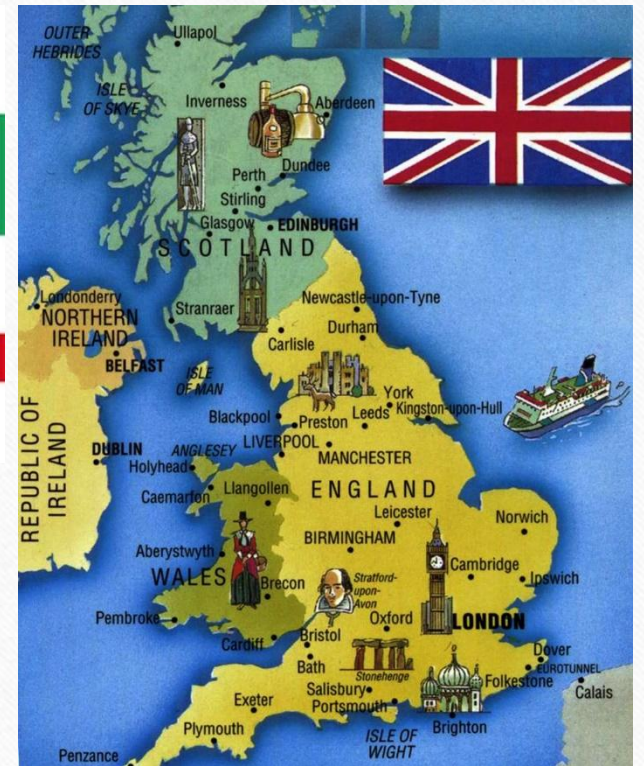 OUTER
HEBRIDES
Ullapol
ISLE
OF SKYE
Inverness
Aberdeen
Perth
Dundee
Stirling
Glasgow
EDINBURGH
SCOTLAND
Stranraer
Newcastle-upon-Tyne
Durham
Carlisle
Londonderry
NORTHERN
IRELAND
BELFAST
ISLE
OF MAN
York
Blackpool
Preston
Leeds
Kingston-upon-Hull
LIVERPOOL
MANCHESTER
REPUBLIC OF
IRELAND
DUBLIN
ANGLESEY
Holyhead
Caemarfon
Llangollen
ENGLAND
Leicester
Norwich
BIRMINGHAM
Aberystwyth
WALES
Brecon
Cambridge
Ipswich
Stratford-
upon-
Avon
Pembroke
Oxford
LONDON
Cardiff
Bristol
Bath
Stonehenge
Dover
EUROTUNNEL
Folkestone
Calais
Salisbury
Portsmouth
Exeter
Plymouth
ISLE OF
WIGHT
Brighton
Penzance